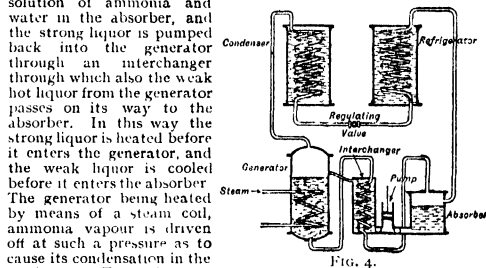 solution of ammonia and
water in the absorber, and
the strong liquor is pumped
back into the generator
through an interchanger
through which also the weak
hot liquor from the generator
passes on its way to the
absorber. In this way the
strong liquor is heated before
it enters the generator, and
the weak liquor is cooled
before it enters the absorber
The generator being heated
by means of a steam coil,
ammonia vapour is driven
off at such a pressure as to
cause its condensation in the
Condenser
Refrigerator
Regulating
Valve
Interchanger
Generator
Pump
Steam
Absorber
FIG. 4.